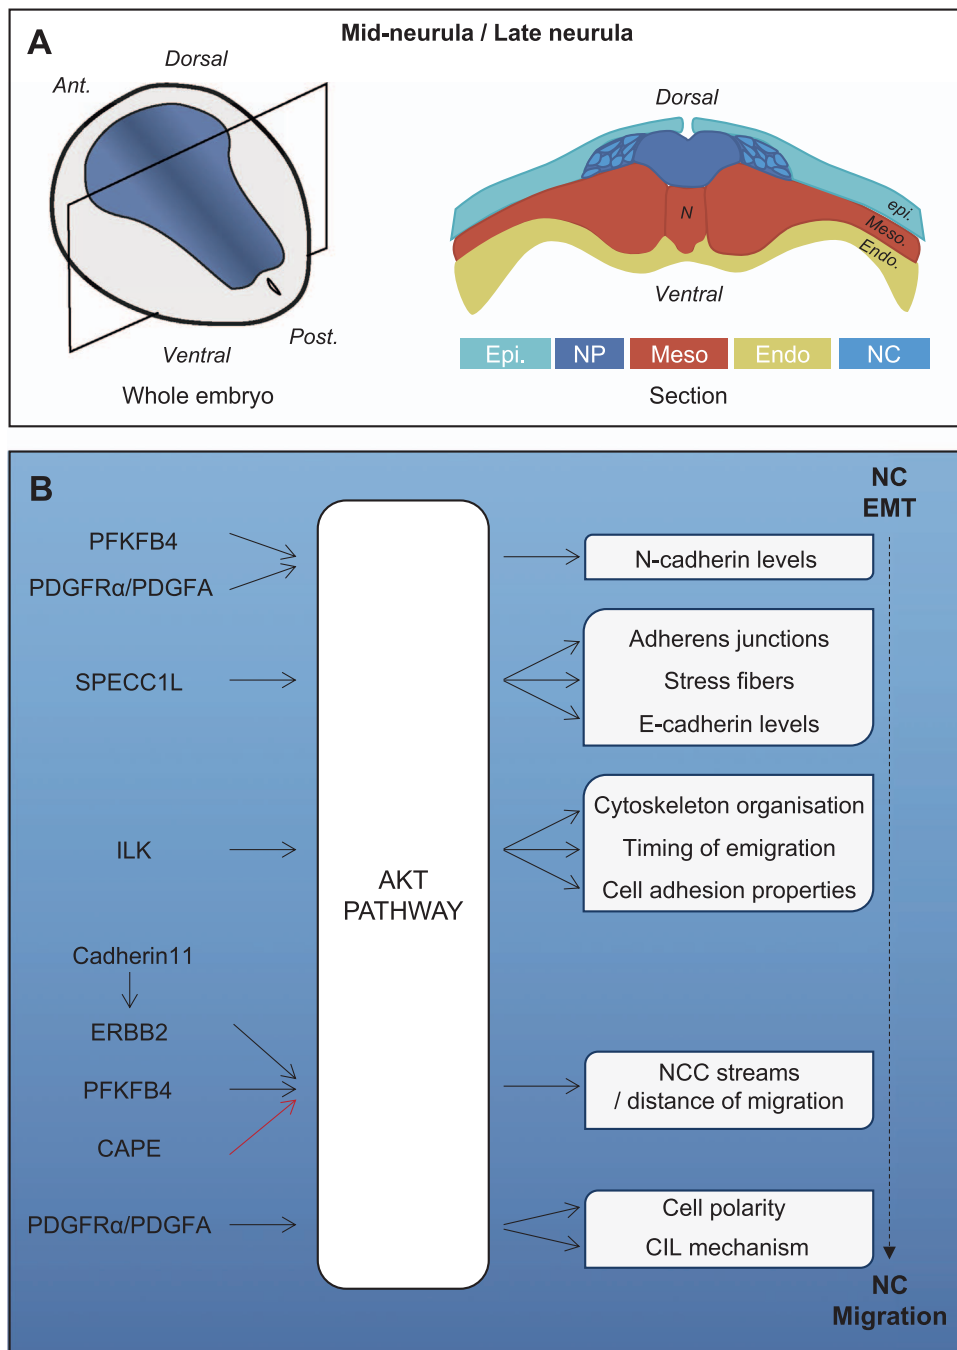 A
Mid-neurula / Late neurula
Dorsal
Ant.
Post.
Ventral
Whole embryo
Dorsal
N
epi.
Meso.
Endo.
Ventral
Epi.
NP
Meso
Endo
NC
Section
B
NC
EMT
PFKFB4
PDGFRα/PDGFA
N-cadherin levels
SPECC1L
Adherens junctions
Stress fibers
E-cadherin levels
ILK
AKT
PATHWAY
Cytoskeleton organisation
Timing of emigration
Cell adhesion properties
Cadherin11
ERBB2
PFKFB4
CAPE
NCC streams
/ distance of migration
PDGFRα/PDGFA
Cell polarity
CIL mechanism
NC
Migration